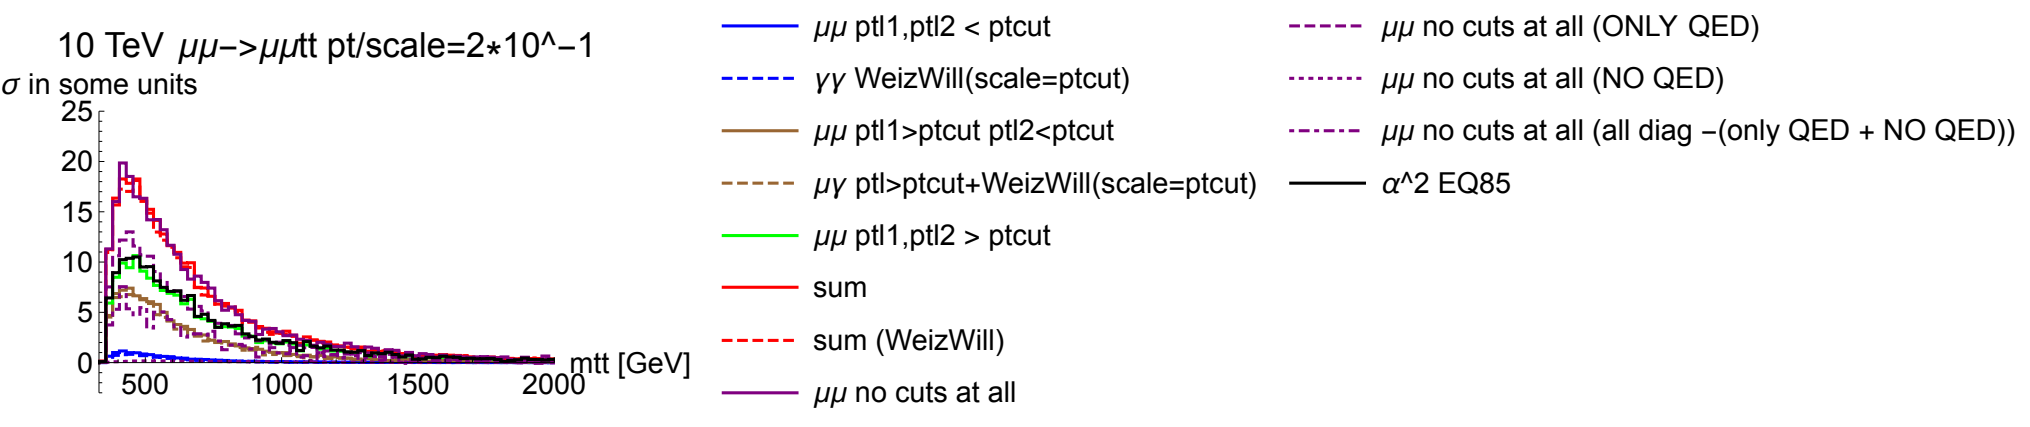 10 TeV μμ−>μμtt pt/scale=2*10^−1
σ in some units
25
20
15
10
5
0
500
1000
1500
2000
mtt [GeV]
μμ ptl1,ptl2 < ptcut
γγ WeizWill(scale=ptcut)
μμ ptl1>ptcut ptl2<ptcut
μγ ptl>ptcut+WeizWill(scale=ptcut)
μμ ptl1,ptl2 > ptcut
sum
sum (WeizWill)
μμ no cuts at all
μμ no cuts at all (ONLY QED)
μμ no cuts at all (NO QED)
μμ no cuts at all (all diag −(only QED + NO QED))
α^2 EQ85